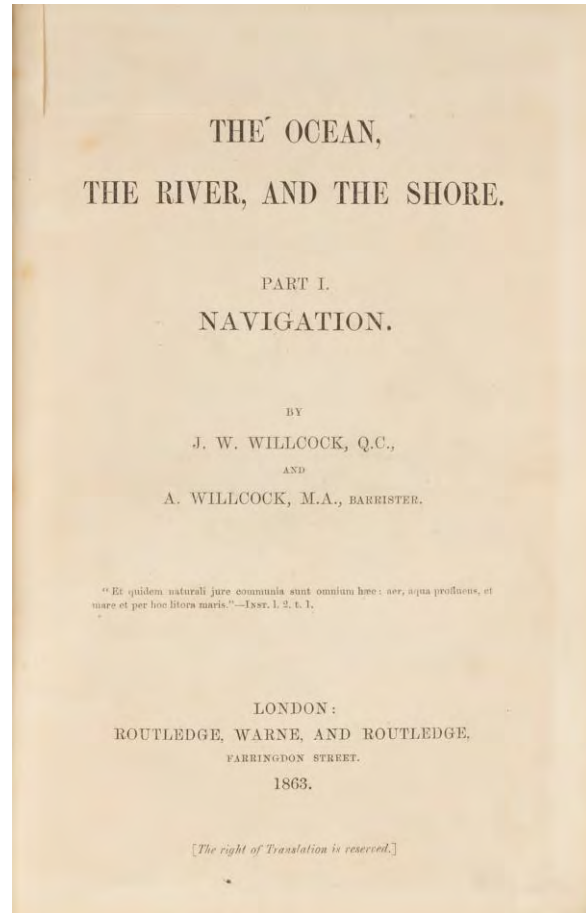 THE OCEAN,
THE RIVER, AND THE SHORE.
PART I.
NAVIGATION.
BY
J. W. WILLCOCK, Q.C.,
AND
A. WILLCOCK, M.A., BARRISTER.
"Et quidem naturali jure communia sunt omnium hæc: aer, aqua profluens, et
mare et per hoc litora maris."—INST. l. 2. t. 1.
LONDON:
ROUTLEDGE, WARNE, AND ROUTLEDGE,
FARRINGDON STREET.
1863.
[The right of Translation is reserved.]